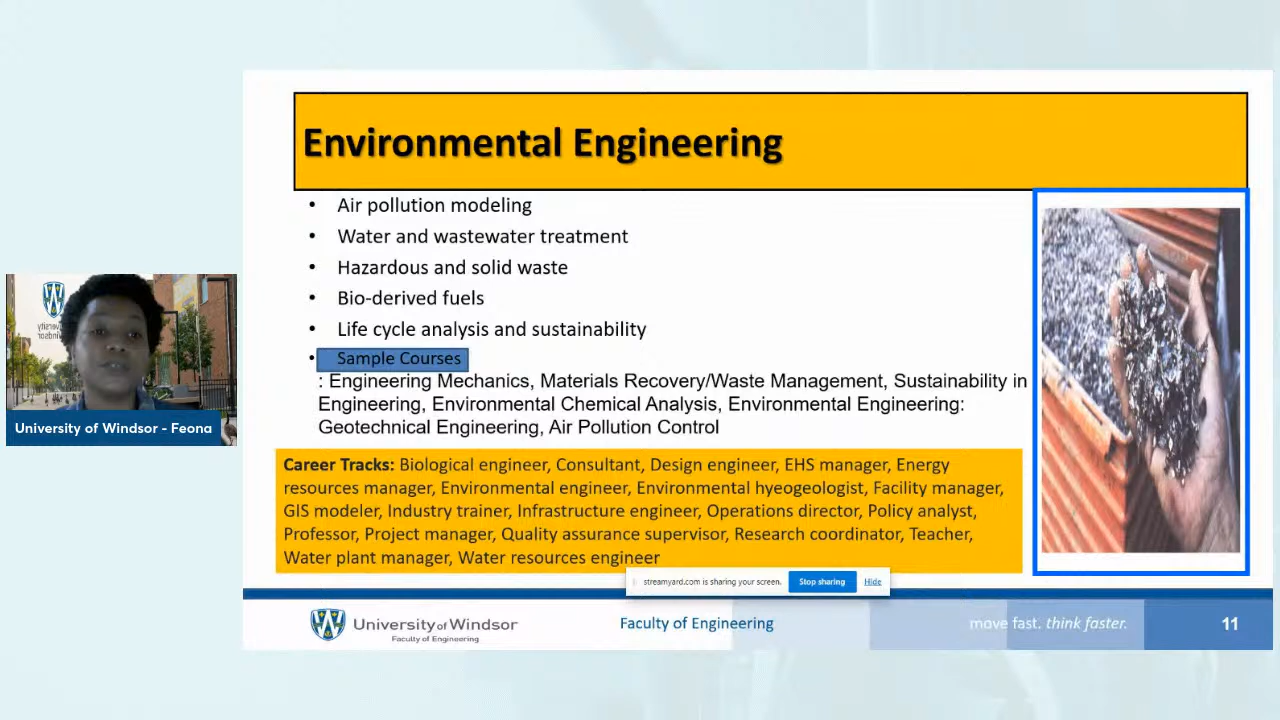 Environmental Engineering
• Air pollution modeling
• Water and wastewater treatment
• Hazardous and solid waste
• Bio-derived fuels
• Life cycle analysis and sustainability
• Sample Courses
: Engineering Mechanics, Materials Recovery/Waste Management, Sustainability in
Engineering, Environmental Chemical Analysis, Environmental Engineering:
Geotechnical Engineering, Air Pollution Control
Career Tracks: Biological engineer, Consultant, Design engineer, EHS manager, Energy
resources manager, Environmental engineer, Environmental hyeogeologist, Facility manager,
GIS modeler, Industry trainer, Infrastructure engineer, Operations director, Policy analyst,
Professor, Project manager, Quality assurance supervisor, Research coordinator, Teacher,
Water plant manager, Water resources engineer
streamyard.com is sharing your screen. Stop sharing Hide
University of Windsor
Faculty of Engineering
Faculty of Engineering
move fast. think faster.
11
University of Windsor - Feona